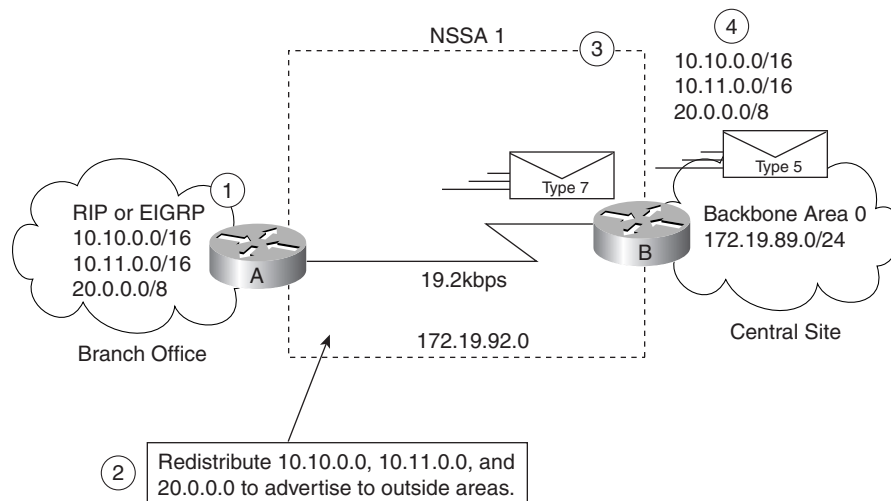 NSSA 1
3
4
10.10.0.0/16
10.11.0.0/16
20.0.0.0/8
Type 7
Type 5
1
RIP or EIGRP
10.10.0.0/16
10.11.0.0/16
20.0.0.0/8
A
19.2kbps
B
Backbone Area 0
172.19.89.0/24
Branch Office
172.19.92.0
Central Site
2
Redistribute 10.10.0.0, 10.11.0.0, and
20.0.0.0 to advertise to outside areas.